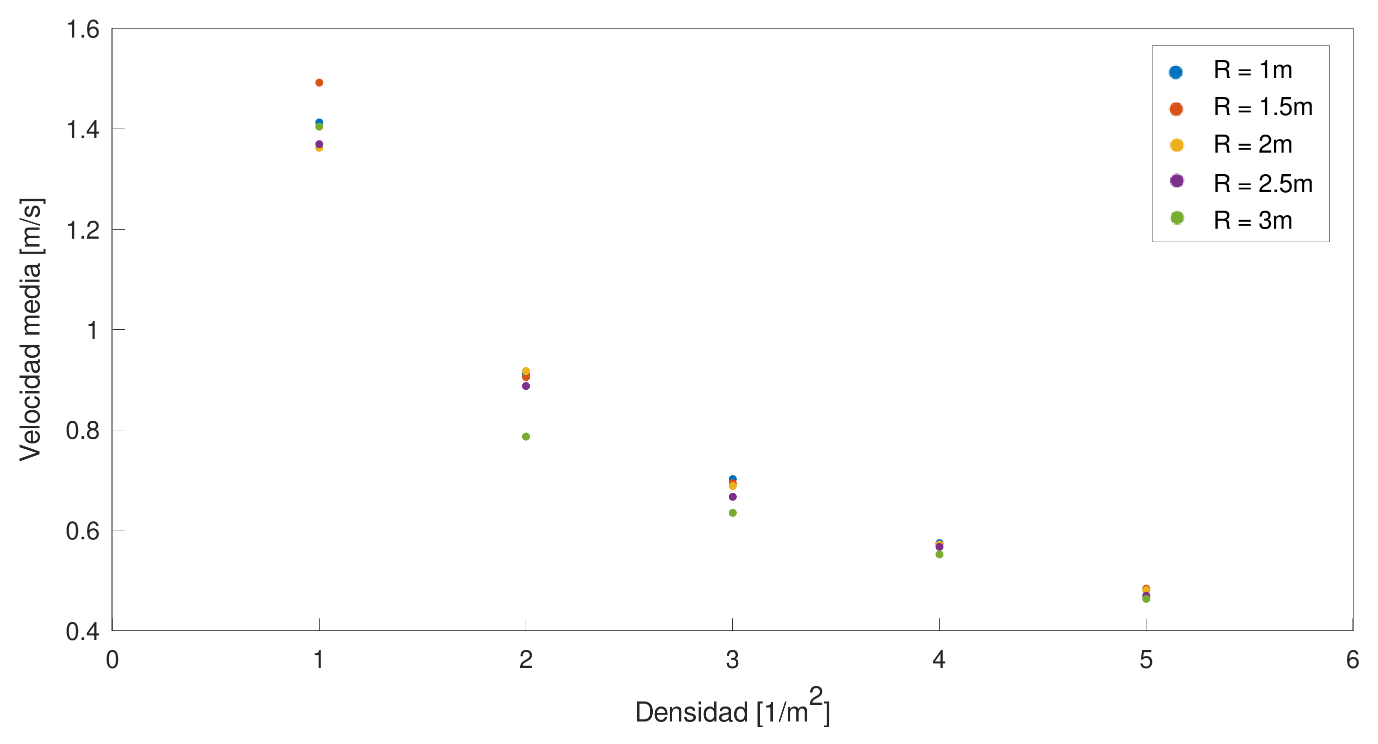 1.6
1.4
1.2
1
0.8
0.6
0.4
Velocidad media [m/s]
R = 1m
R = 1.5m
R = 2m
R = 2.5m
R = 3m
0 1 2 3 4 5 6
Densidad [1/m²]